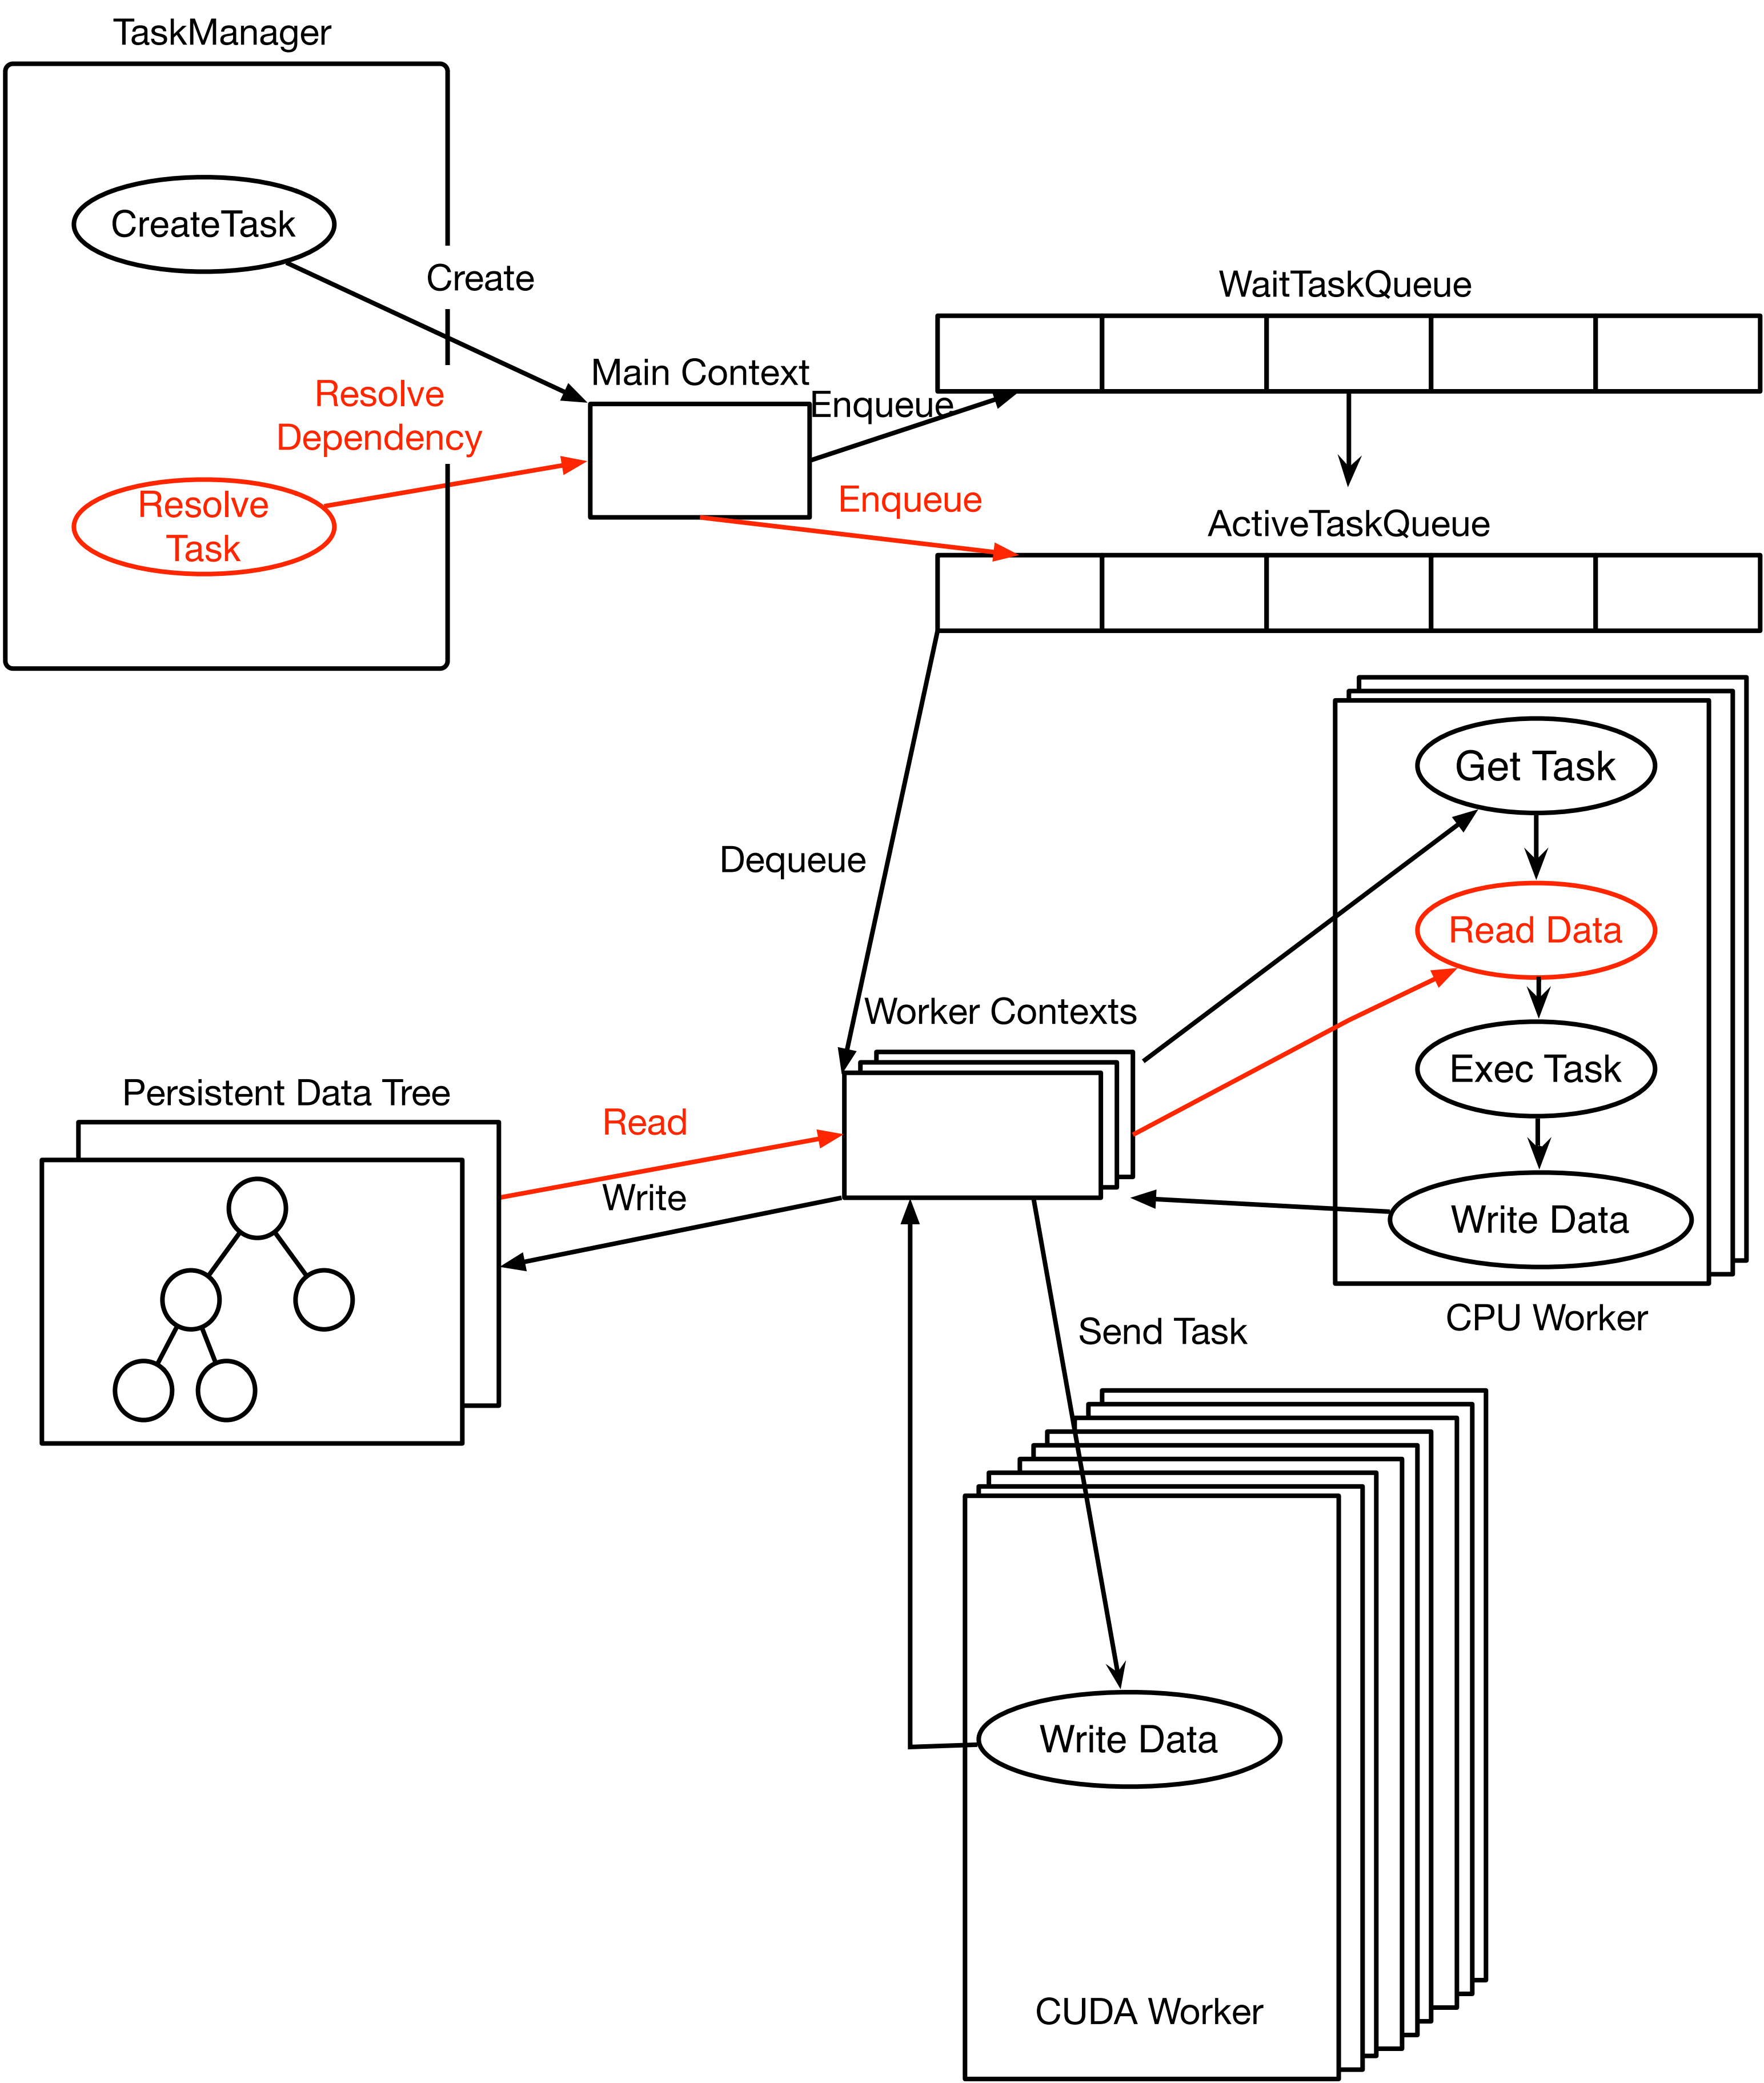 TaskManager
CreateTask
Create
WaitTaskQueue
Main Context
Resolve
Dependency
Enqueue
Enqueue
Resolve
Task
ActiveTaskQueue
Get Task
Dequeue
Read Data
Worker Contexts
Exec Task
Persistent Data Tree
Read
Write
Write Data
CPU Worker
Send Task
Write Data
CUDA Worker